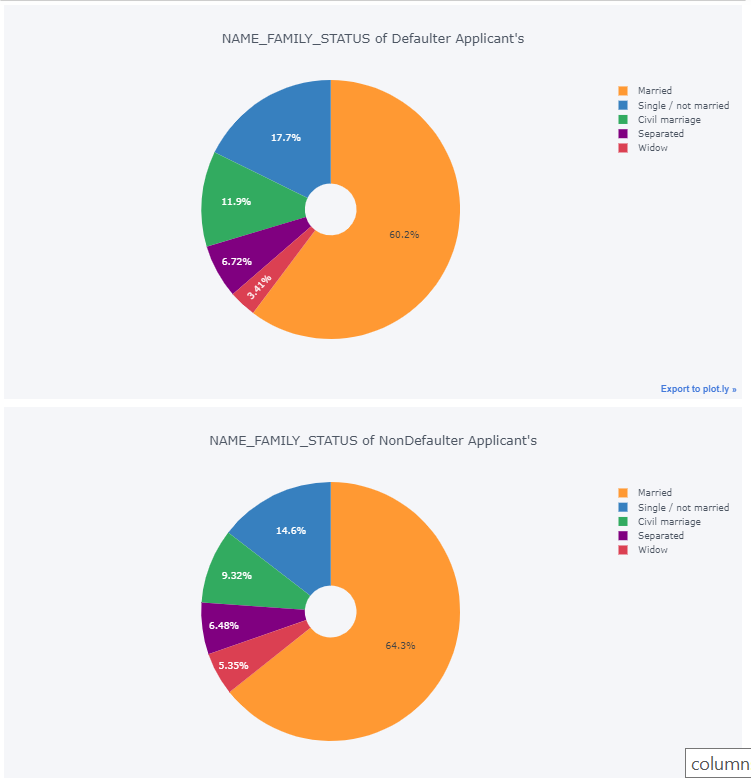 NAME_FAMILY_STATUS of Defaulter Applicant's
Married
Single / not married
Civil marriage
Separated
Widow
17.7%
11.9%
6.72%
3.41%
60.2%
Export to plot.ly »
NAME_FAMILY_STATUS of NonDefaulter Applicant's
Married
Single / not married
Civil marriage
Separated
Widow
14.6%
9.32%
6.48%
5.35%
64.3%
column